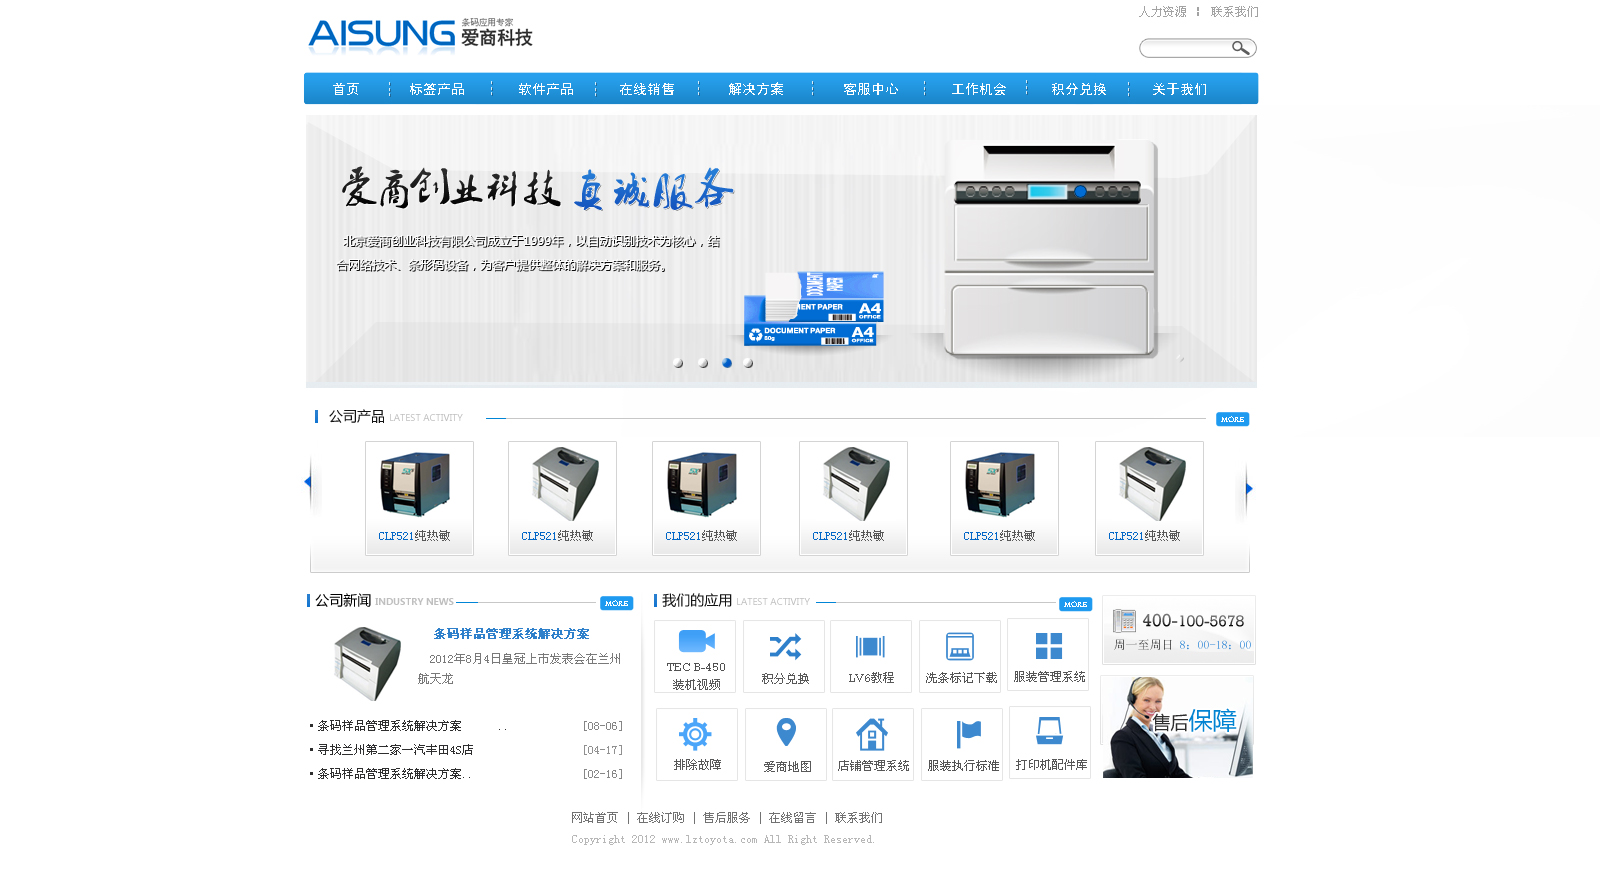 人力资源 联系我们
AISUNG 条码应用专家
爱商科技
首页 标签产品 软件产品 在线销售 解决方案 客服中心 工作机会 积分兑换 关于我们
爱商创业科技 真诚服务
北京爱商创业科技有限公司成立于1999年，以自动识别技术为核心，结
合网络技术、条形码设备，为客户提供整体的解决方案和服务。
DOCUMENT PAPER
MENT PAPER A4 OFFICE
DOCUMENT PAPER 80g A4 OFFICE
公司产品 LATEST ACTIVITY MORE
CLP521纯热敏 CLP521纯热敏 CLP521纯热敏 CLP521纯热敏 CLP521纯热敏 CLP521纯热敏
公司新闻 INDUSTRY NEWS MORE
条码样品管理系统解决方案
2012年8月4日皇冠上市发表会在兰州
航天龙
条码样品管理系统解决方案 .. [08-06]
寻找兰州第二家一汽丰田4S店 [04-17]
条码样品管理系统解决方案.. [02-16]
我们的应用 LATEST ACTIVITY MORE
TEC B-450
装机视频
积分兑换 LV6教程 洗条标记下载 服装管理系统
排除故障 爱商地图 店铺管理系统 服装执行标准 打印机配件库
400-100-5678
周一至周日 8：00-18：00
售后保障
网站首页 | 在线订购 | 售后服务 | 在线留言 | 联系我们
Copyright 2012 www.lztoyota.com All Right Reserved.